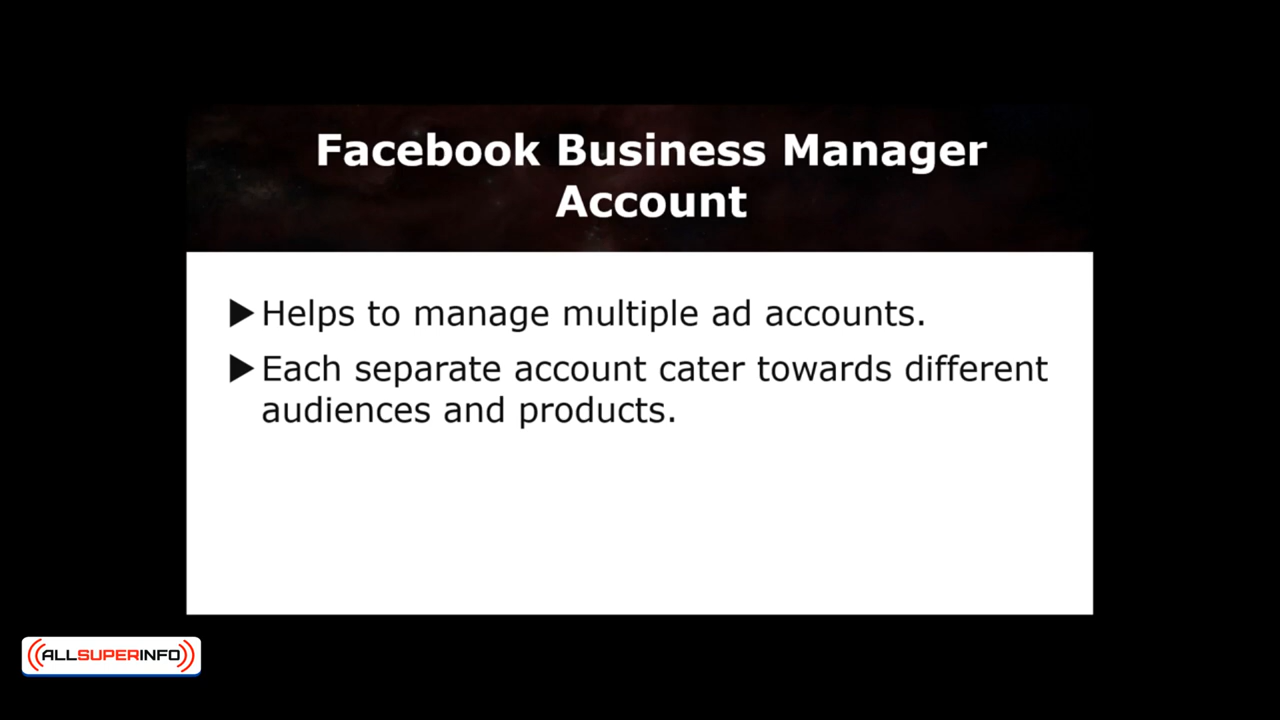 Facebook Business Manager
Account
▶Helps to manage multiple ad accounts.
▶Each separate account cater towards different
audiences and products.
ALLSUPERINFO